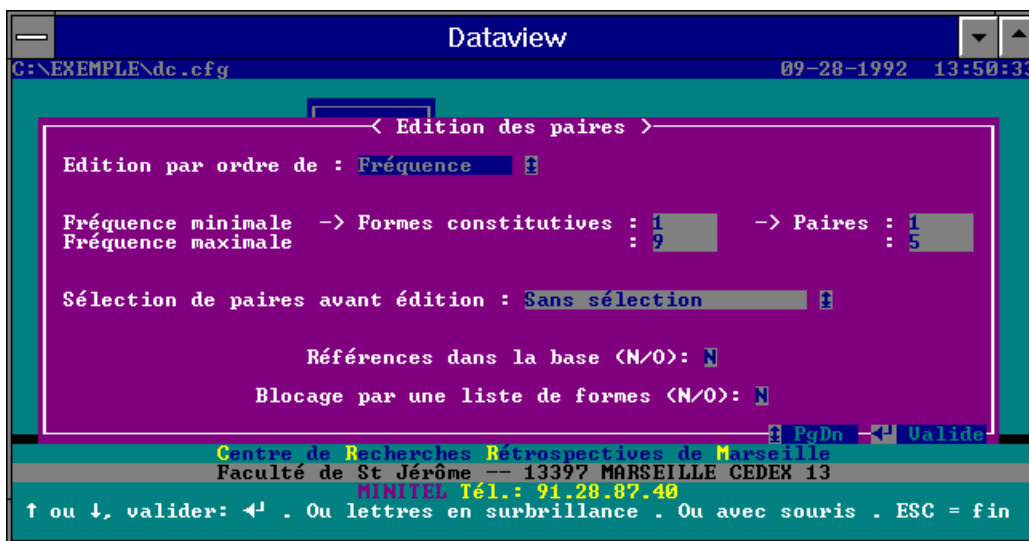 Dataview
C:\EXEMPLE\dc.cfg 09-28-1992 13:50:33
< Edition des paires >
Edition par ordre de : Fréquence ↕
Fréquence minimale -> Formes constitutives : 1 -> Paires : 1
Fréquence maximale : 9 : 5
Sélection de paires avant édition : Sans sélection ↕
Références dans la base (N/O): N
Blocage par une liste de formes (N/O): N
↕ PgDn ◄┘ Valide
Centre de Recherches Rétrospectives de Marseille
Faculté de St Jérôme -- 13397 MARSEILLE CEDEX 13
MINITEL Tél.: 91.28.87.40
↑ ou ↓, valider: ◄┘ . Ou lettres en surbrillance . Ou avec souris . ESC = fin